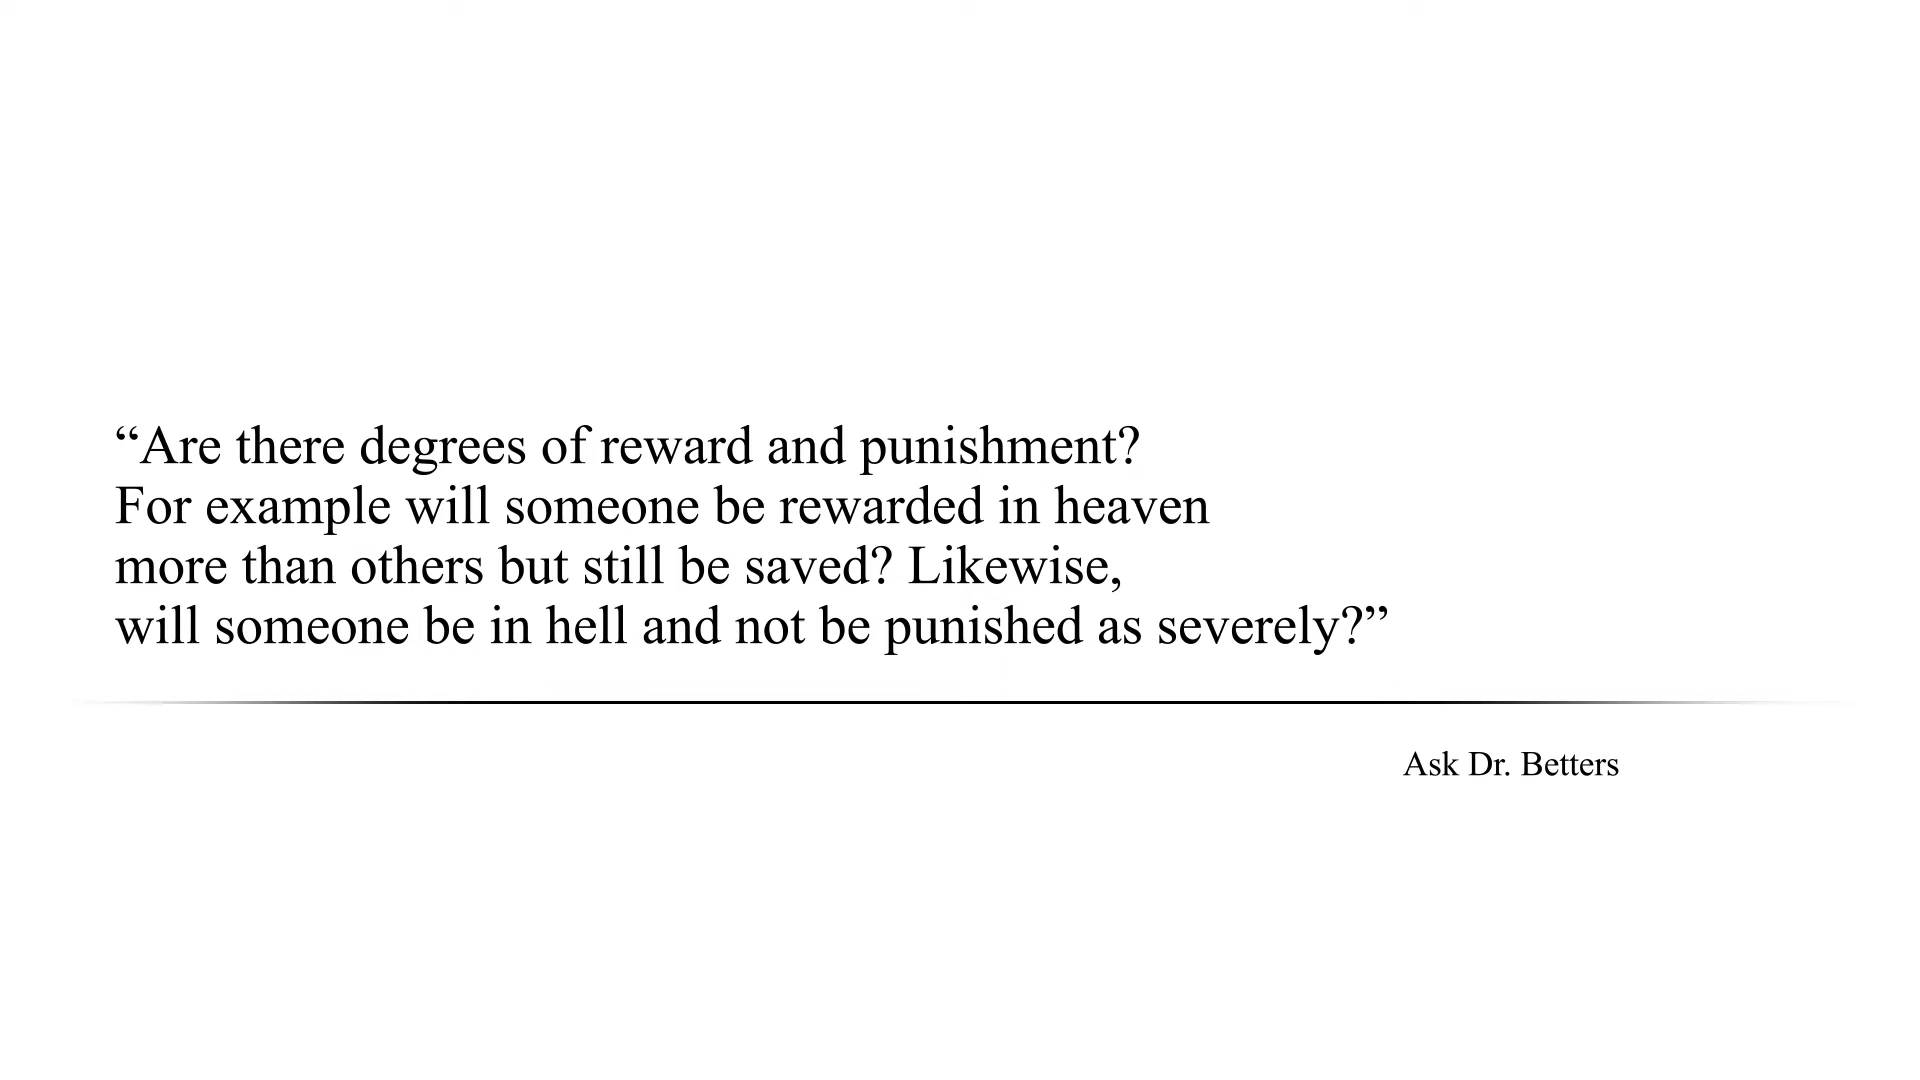 “Are there degrees of reward and punishment?
For example will someone be rewarded in heaven
more than others but still be saved? Likewise,
will someone be in hell and not be punished as severely?”
Ask Dr. Betters